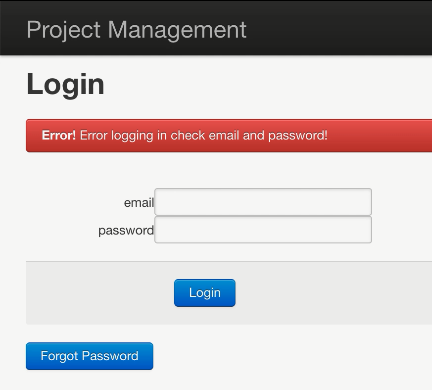 Project Management
Login
Error! Error logging in check email and password!
email
password
Login
Forgot Password